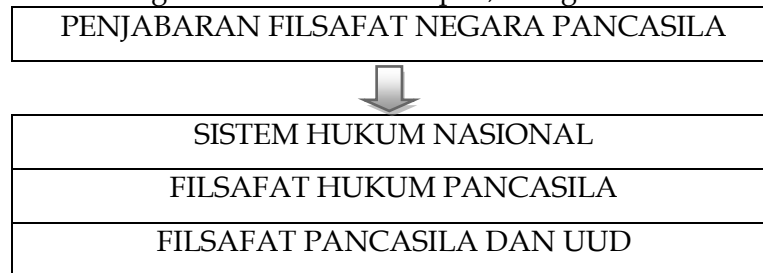 PENJABARAN FILSAFAT NEGARA PANCASILA
SISTEM HUKUM NASIONAL
FILSAFAT HUKUM PANCASILA
FILSAFAT PANCASILA DAN UUD